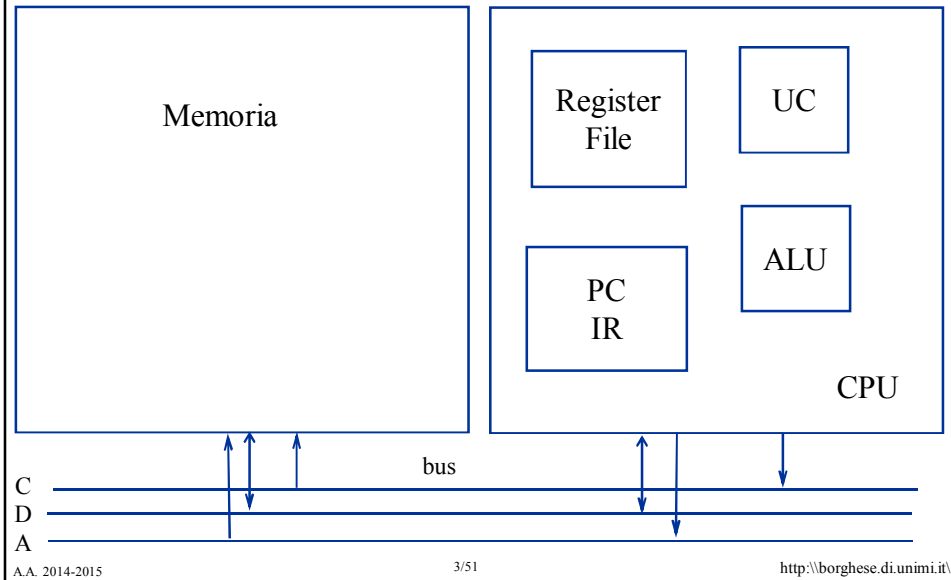 Memoria
Register
File
UC
PC
IR
ALU
CPU
bus
C
D
A
A.A. 2014-2015
3/51
http:\\borghese.di.unimi.it\